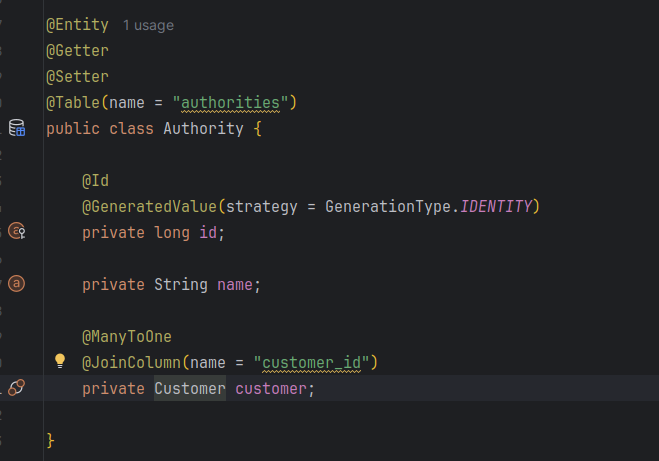 @Entity 1 usage
@Getter
@Setter
@Table(name = "authorities")
public class Authority {
@Id
@GeneratedValue(strategy = GenerationType.IDENTITY)
private long id;
private String name;
@ManyToOne
@JoinColumn(name = "customer_id")
private Customer customer;
}